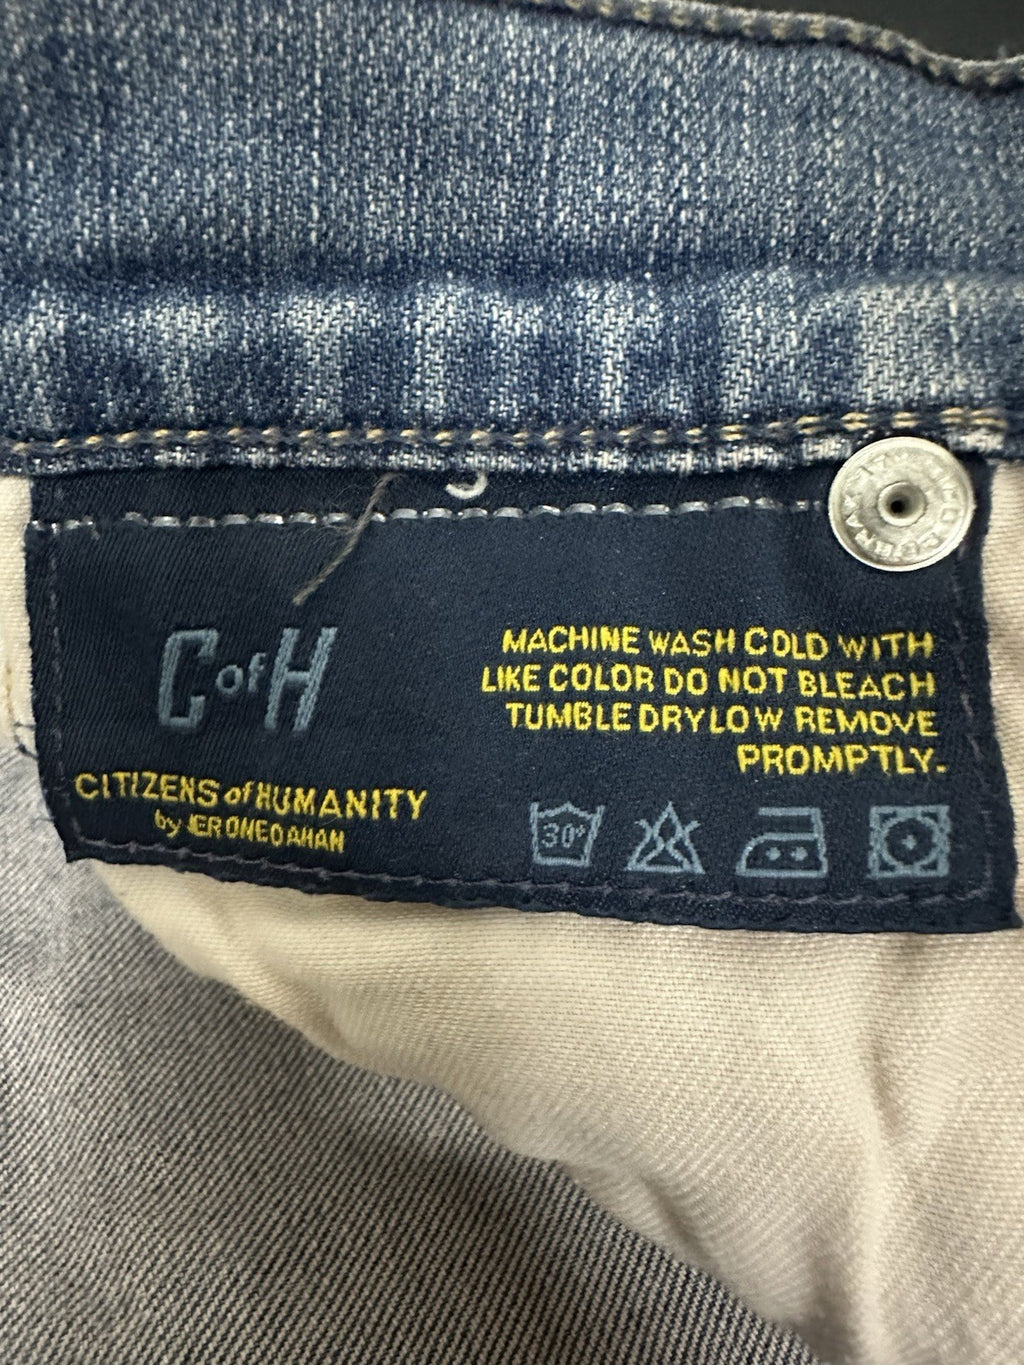 C of H
CITIZENS of HUMANITY
by JEROME DAHAN
MACHINE WASH COLD WITH
LIKE COLOR DO NOT BLEACH
TUMBLE DRY LOW REMOVE
PROMPTLY.
30°